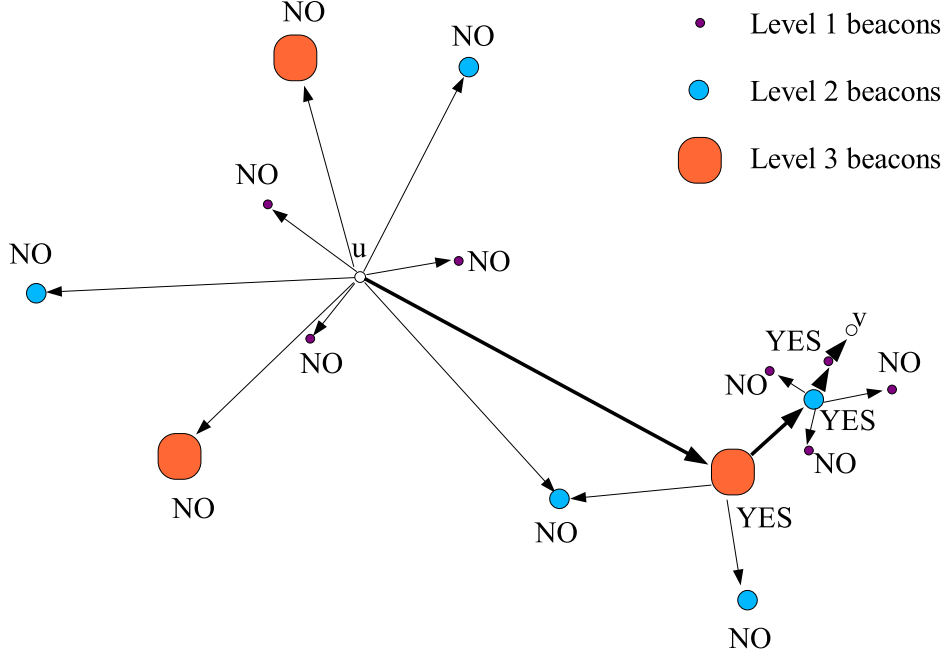 NO
Level 1 beacons
NO
Level 2 beacons
Level 3 beacons
NO
u
NO
NO
v
YES
NO
NO
NO
YES
NO
NO
YES
NO
NO